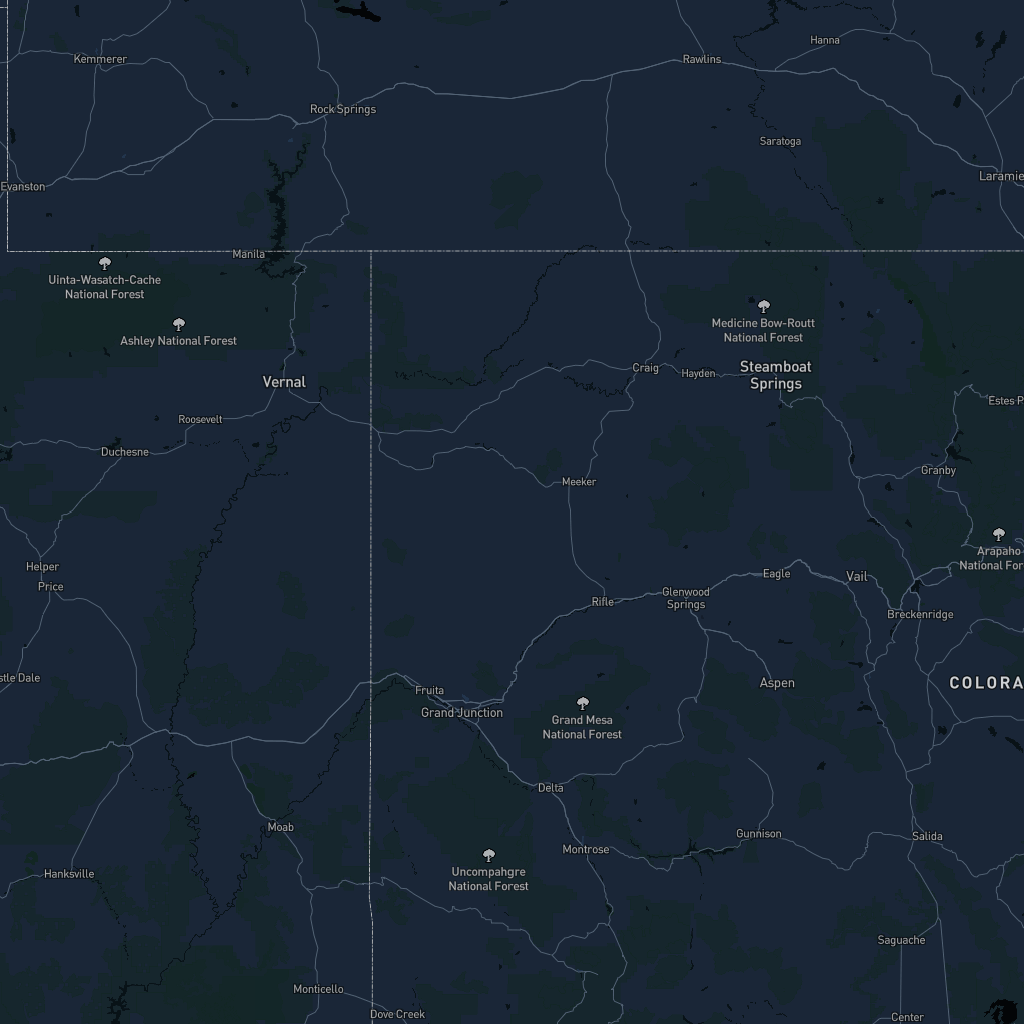 Hanna
Kemmerer
Rawlins
Rock Springs
Saratoga
Laramie
Evanston
Manila
Uinta-Wasatch-Cache
National Forest
Medicine Bow-Routt
National Forest
Ashley National Forest
Craig
Hayden
Steamboat
Springs
Vernal
Estes P
Roosevelt
Duchesne
Granby
Meeker
Arapaho
National Fore
Helper
Price
Eagle
Vail
Glenwood
Springs
Rifle
Breckenridge
stle Dale
Fruita
Aspen
COLORA
Grand Junction
Grand Mesa
National Forest
Delta
Moab
Gunnison
Salida
Montrose
Hanksville
Uncompahgre
National Forest
Saguache
Monticello
Dove Creek
Center